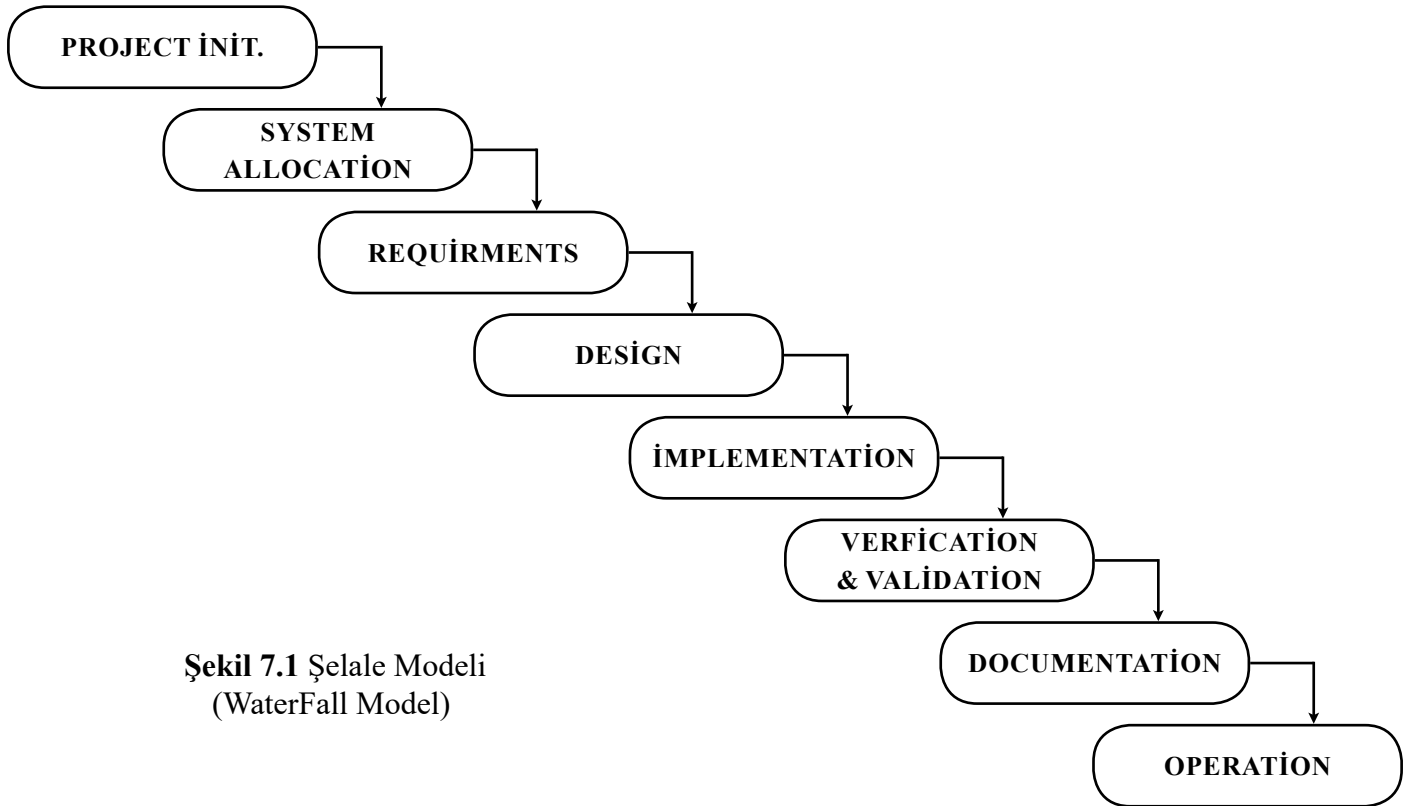 PROJECT İNİT.
SYSTEM
ALLOCATİON
REQUİRMENTS
DESİGN
İMPLEMENTATİON
VERFİCATİON
& VALİDATİON
DOCUMENTATİON
OPERATİON
Şekil 7.1 Şelale Modeli
(WaterFall Model)